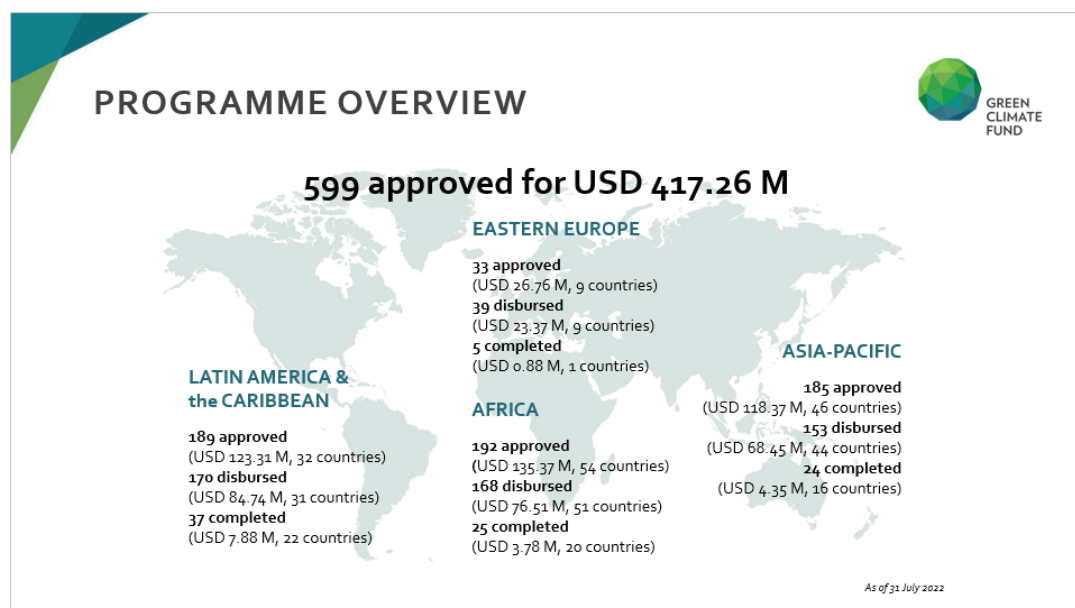 PROGRAMME OVERVIEW
GREEN
CLIMATE
FUND
599 approved for USD 417.26 M
EASTERN EUROPE
33 approved
(USD 26.76 M, 9 countries)
39 disbursed
(USD 23.37 M, 9 countries)
5 completed
(USD 0.88 M, 1 countries)
LATIN AMERICA &
the CARIBBEAN
189 approved
(USD 123.31 M, 32 countries)
170 disbursed
(USD 84.74 M, 31 countries)
37 completed
(USD 7.88 M, 22 countries)
AFRICA
192 approved
(USD 135.37 M, 54 countries)
168 disbursed
(USD 76.51 M, 51 countries)
25 completed
(USD 3.78 M, 20 countries)
ASIA-PACIFIC
185 approved
(USD 118.37 M, 46 countries)
153 disbursed
(USD 68.45 M, 44 countries)
24 completed
(USD 4.35 M, 16 countries)
As of 31 July 2022